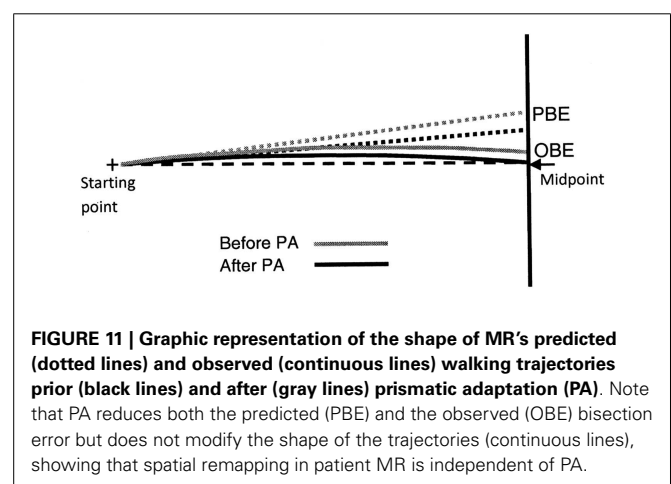 PBE
OBE
+
Starting
point
Midpoint
Before PA
After PA
FIGURE 11 | Graphic representation of the shape of MR’s predicted
(dotted lines) and observed (continuous lines) walking trajectories
prior (black lines) and after (gray lines) prismatic adaptation (PA). Note
that PA reduces both the predicted (PBE) and the observed (OBE) bisection
error but does not modify the shape of the trajectories (continuous lines),
showing that spatial remapping in patient MR is independent of PA.